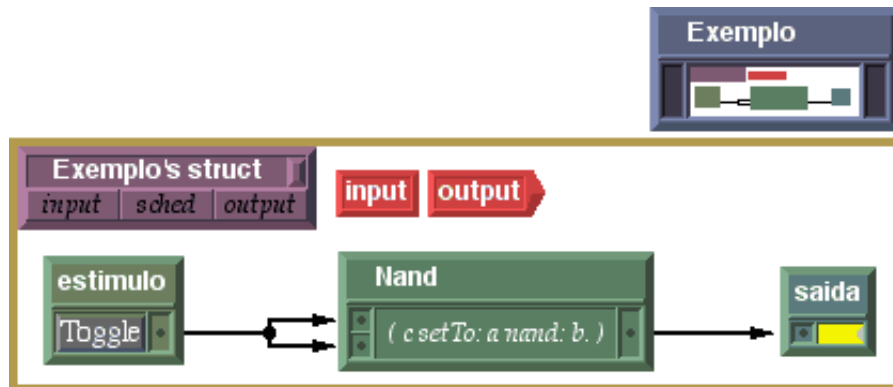 Exemplo
Exemplo's struct
input sched output
input output
estimulo
Toggle
Nand
( c setTo: a nand: b. )
saida